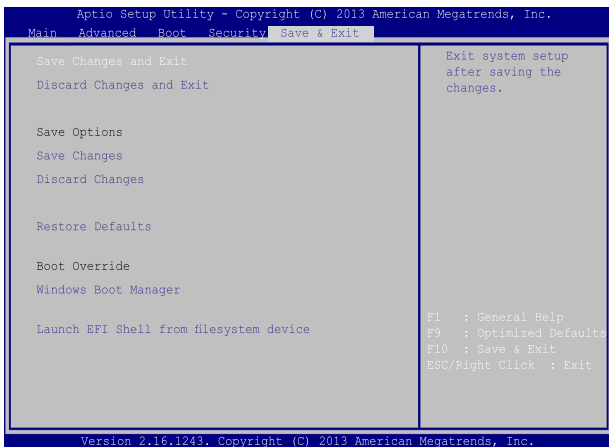 Aptio Setup Utility - Copyright (C) 2013 American Megatrends, Inc.
Main Advanced Boot Security Save & Exit
Save Changes and Exit
Discard Changes and Exit
Save Options
Save Changes
Discard Changes
Restore Defaults
Boot Override
Windows Boot Manager
Launch EFI Shell from filesystem device
Exit system setup
after saving the
changes.
F1 : General Help
F9 : Optimized Defaults
F10 : Save & Exit
ESC/Right Click : Exit
Version 2.16.1243. Copyright (C) 2013 American Megatrends, Inc.